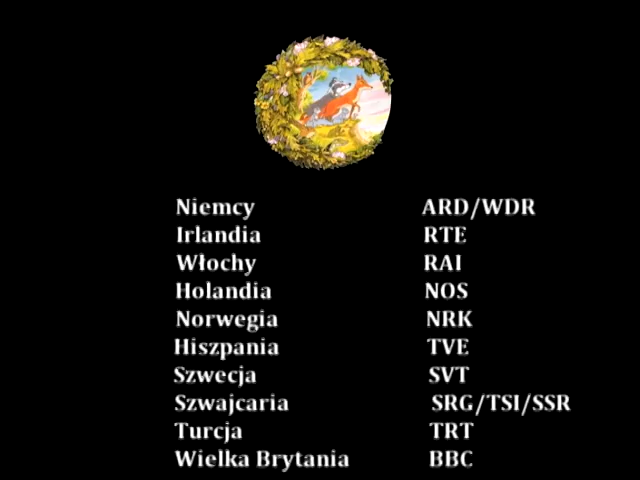 Niemcy ARD/WDR
Irlandia RTE
Włochy RAI
Holandia NOS
Norwegia NRK
Hiszpania TVE
Szwecja SVT
Szwajcaria SRG/TSI/SSR
Turcja TRT
Wielka Brytania BBC